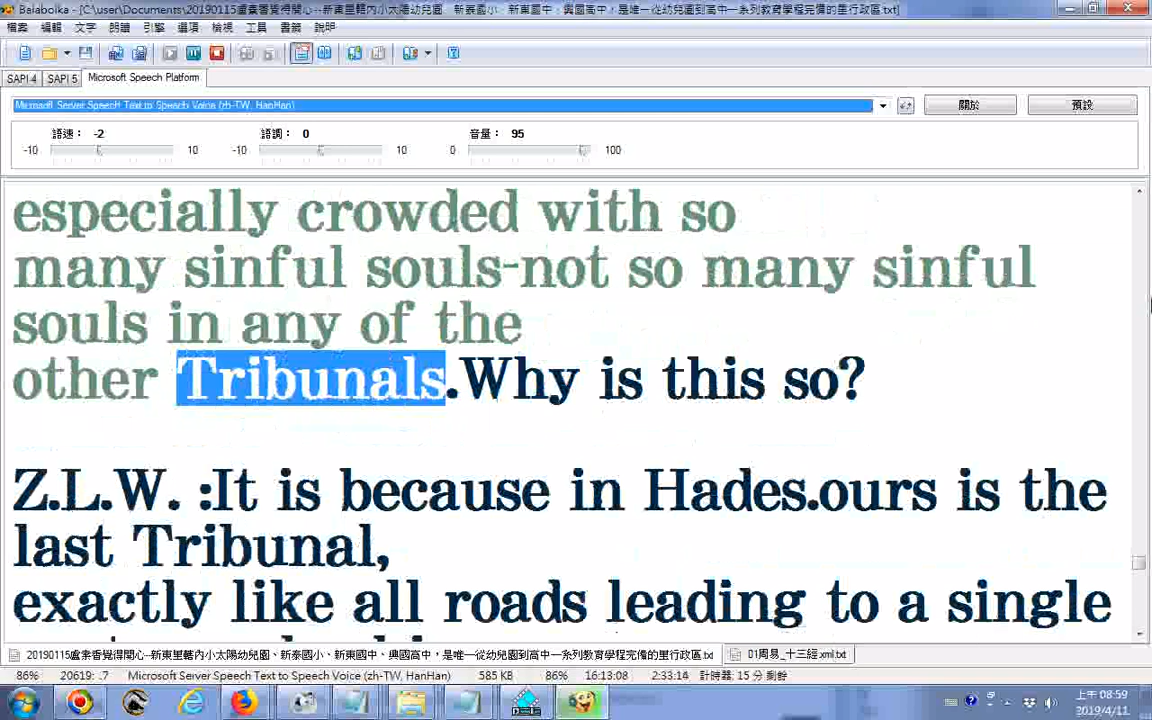 Balabolka - [C:\user\Documents\20190115盧素香覺得開心--新東里轄內小太陽幼兒園、新泰國小、新東國中、興國高中，是唯一從幼兒園到高中一系列教育學程完備的里行政區.txt]
檔案 編輯 文字 朗讀 引擎 選項 檢視 工具 書籤 說明
SAPI 4 SAPI 5 Microsoft Speech Platform
Microsoft Server Speech Text to Speech Voice (zh-TW, HanHan) 關於 預設
語速： -2 語調： 0 音量： 95
-10 10 -10 10 0 100
especially crowded with so
many sinful souls-not so many sinful
souls in any of the
other Tribunals.Why is this so?
Z.L.W. :It is because in Hades.ours is the
last Tribunal,
exactly like all roads leading to a single
20190115盧素香覺得開心--新東里轄內小太陽幼兒園、新泰國小、新東國中、興國高中，是唯一從幼兒園到高中一系列教育學程完備的里行政區.txt 01周易_十三經.xml.txt
86% 20619: .7 Microsoft Server Speech Text to Speech Voice (zh-TW, HanHan) 585 KB 86% 16:13:08 2:33:14 計時器: 15 分 剩餘
上午 08:59
2019/4/11